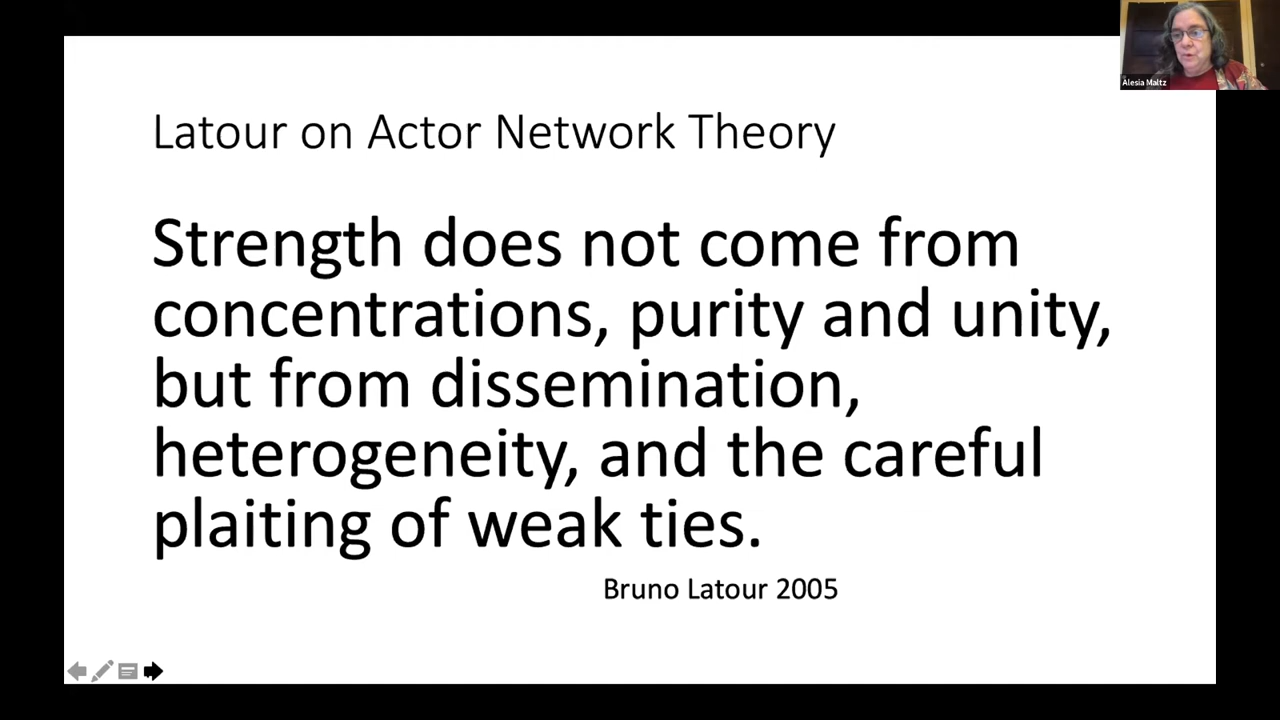 Alesia Maltz
Latour on Actor Network Theory
Strength does not come from
concentrations, purity and unity,
but from dissemination,
heterogeneity, and the careful
plaiting of weak ties.
Bruno Latour 2005